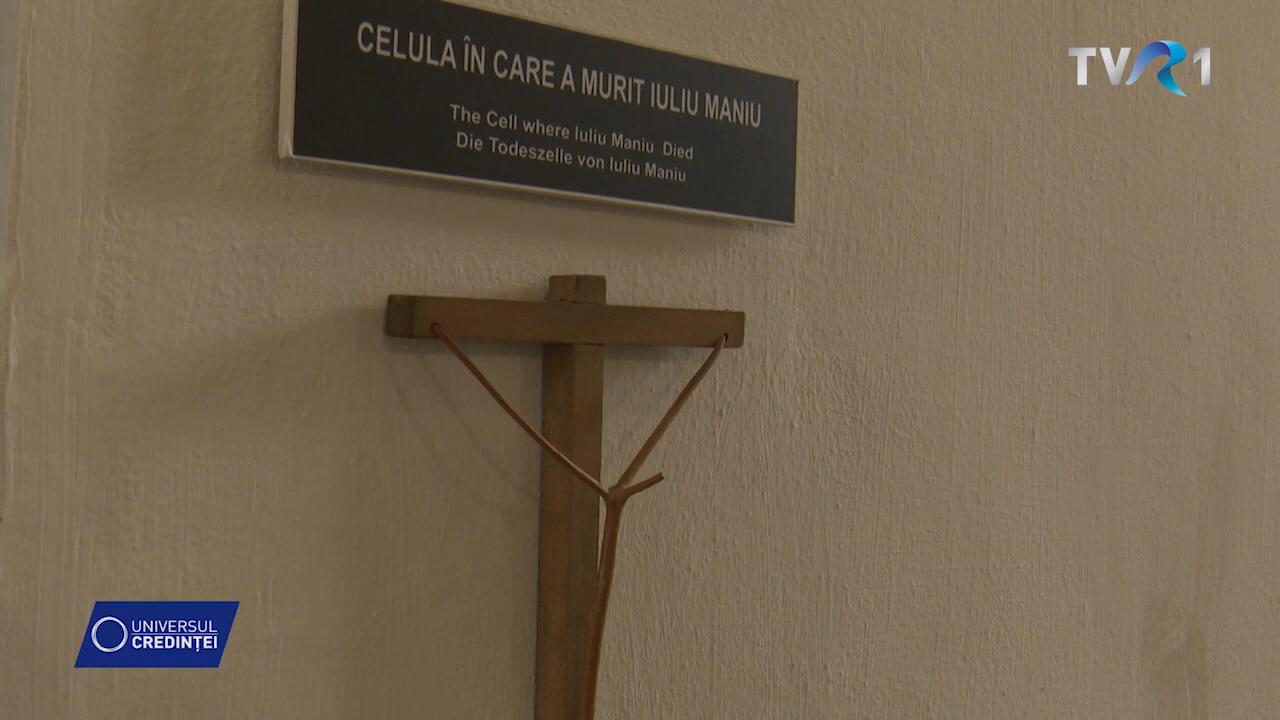 CELULA ÎN CARE A MURIT IULIU MANIU
The Cell where Iuliu Maniu Died
Die Todeszelle von Iuliu Maniu
TVR1
UNIVERSUL
CREDINȚEI